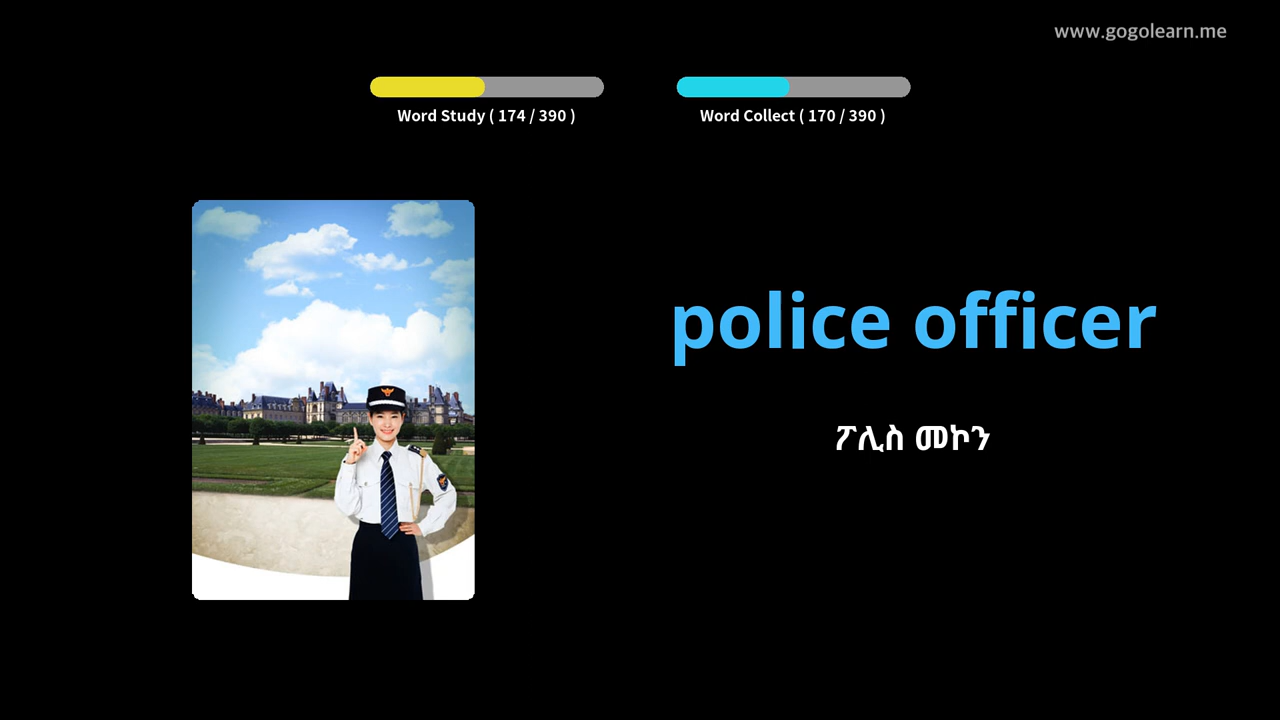 www.gogolearn.me
Word Study ( 174 / 390 )
Word Collect ( 170 / 390 )
police officer
ፖሊስ መኮን